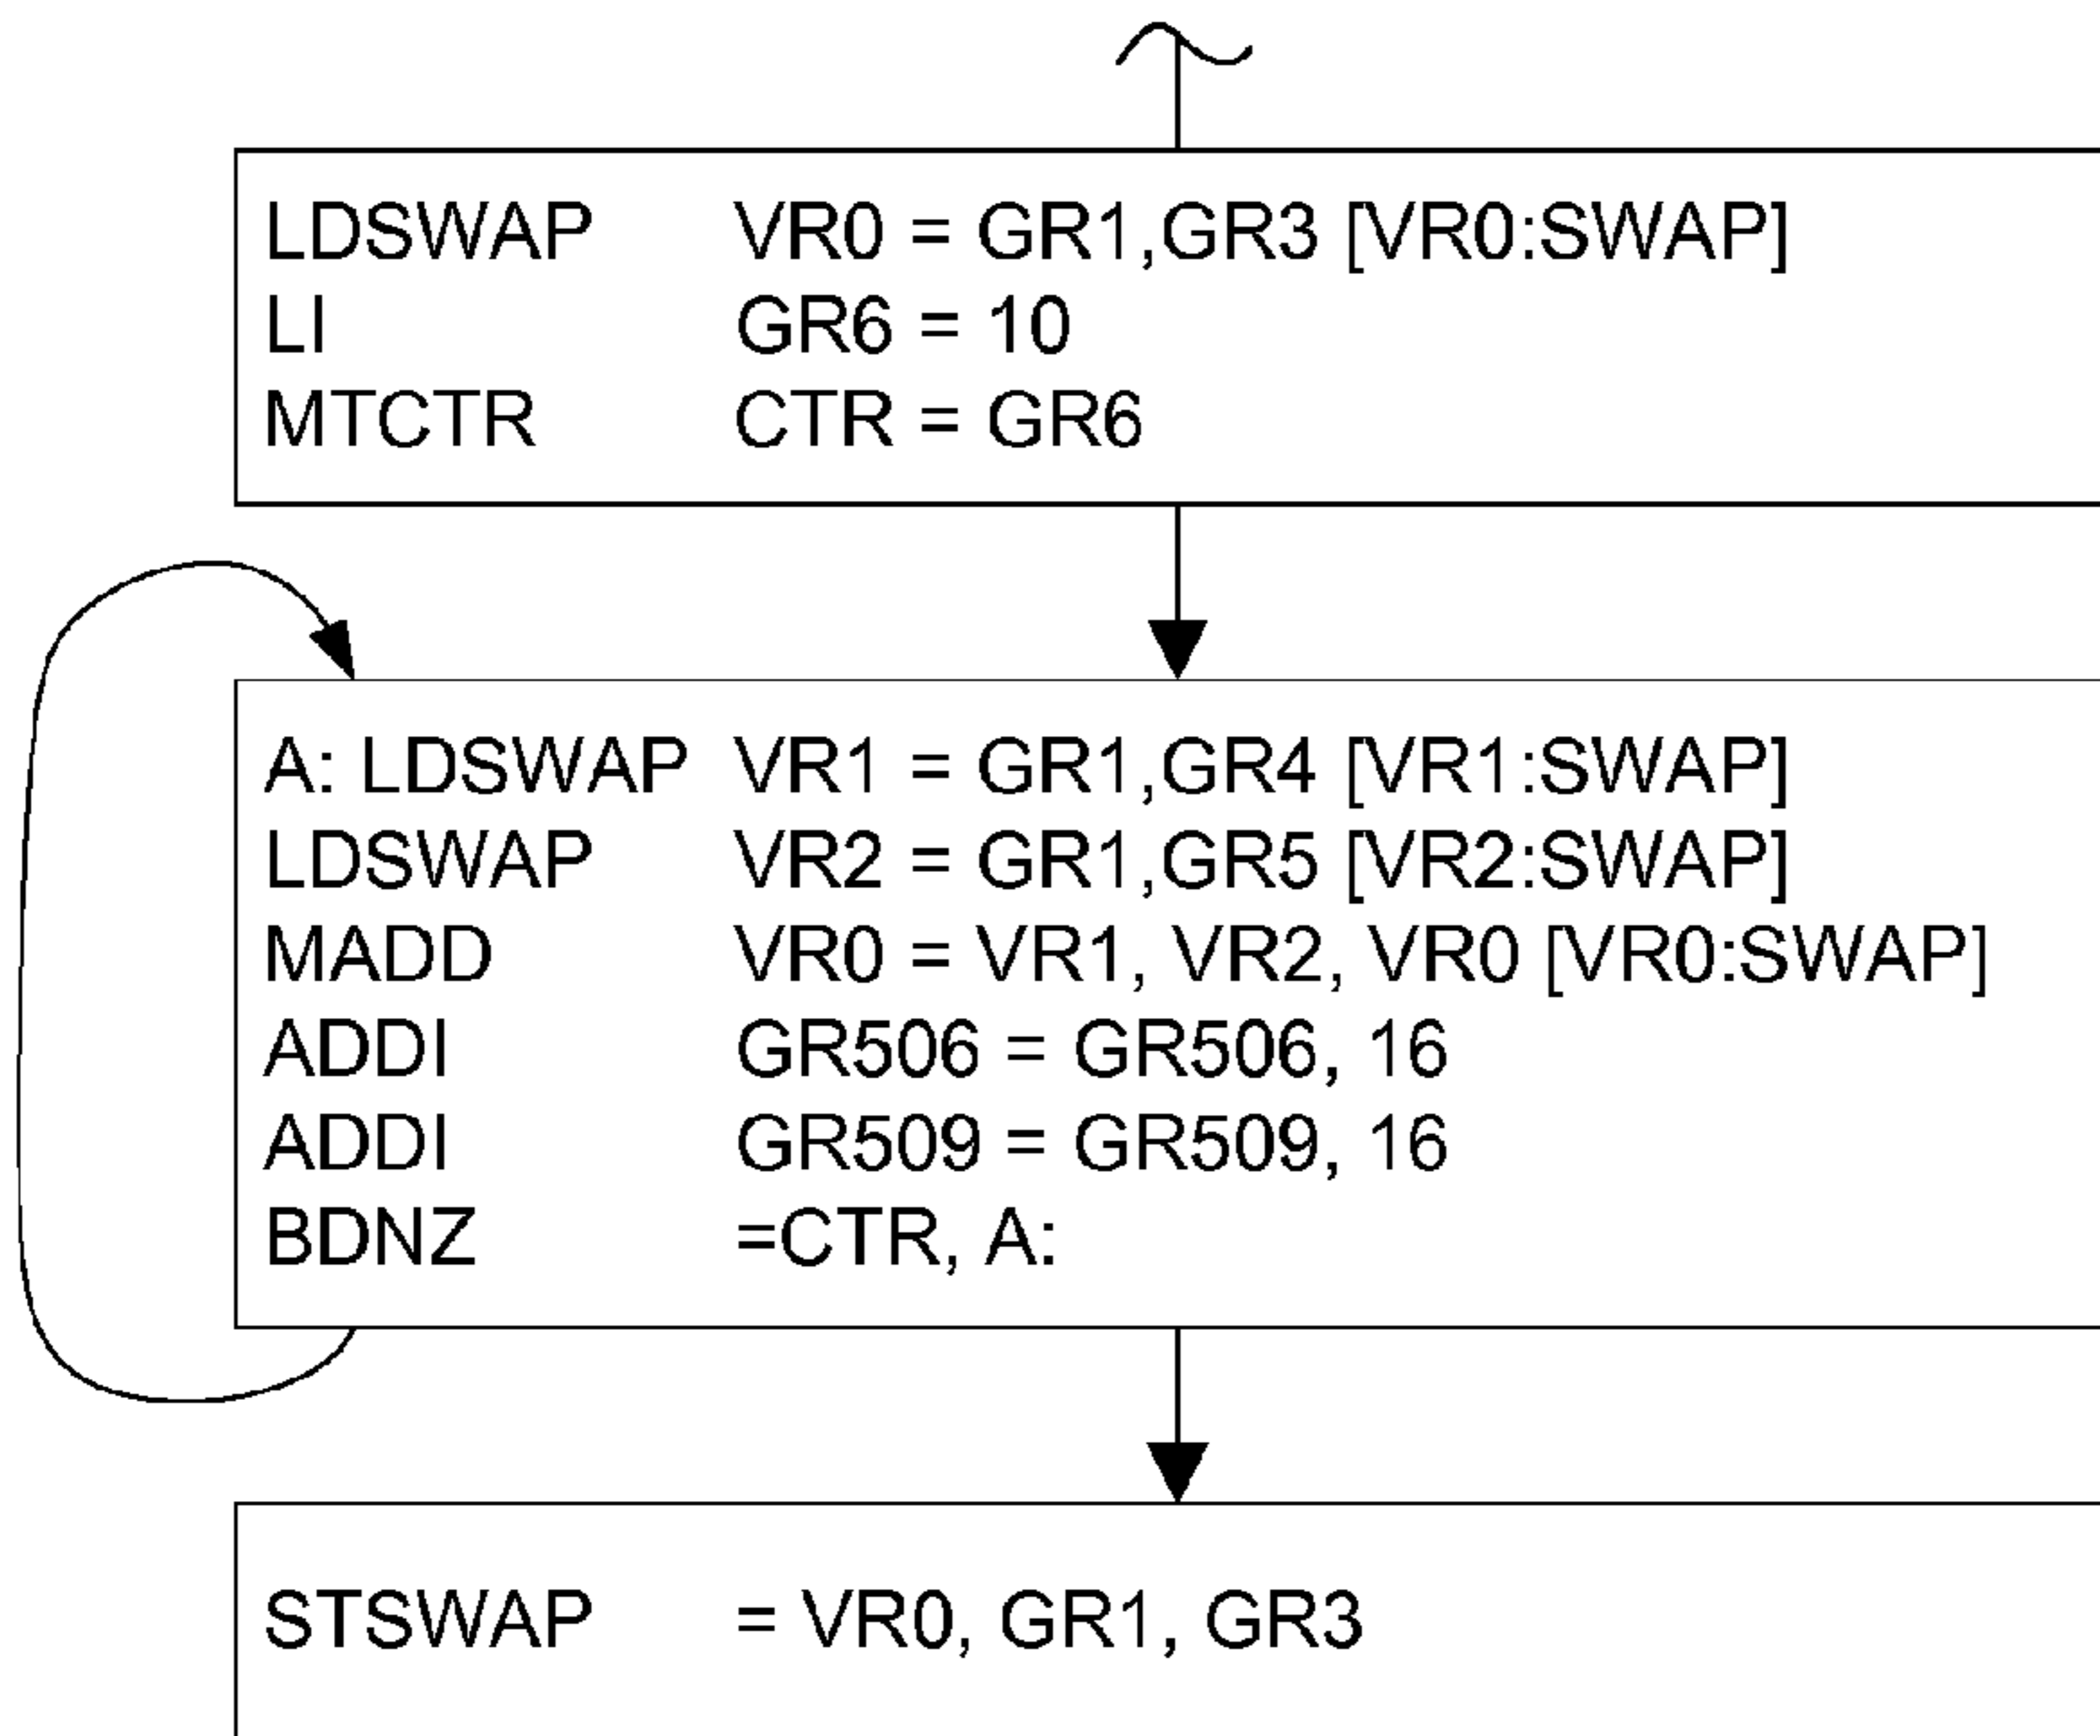 LDSWAP VR0 = GR1,GR3 [VR0:SWAP]
LI GR6 = 10
MTCTR CTR = GR6
A: LDSWAP VR1 = GR1,GR4 [VR1:SWAP]
LDSWAP VR2 = GR1,GR5 [VR2:SWAP]
MADD VR0 = VR1, VR2, VR0 [VR0:SWAP]
ADDI GR506 = GR506, 16
ADDI GR509 = GR509, 16
BDNZ =CTR, A:
STSWAP = VR0, GR1, GR3